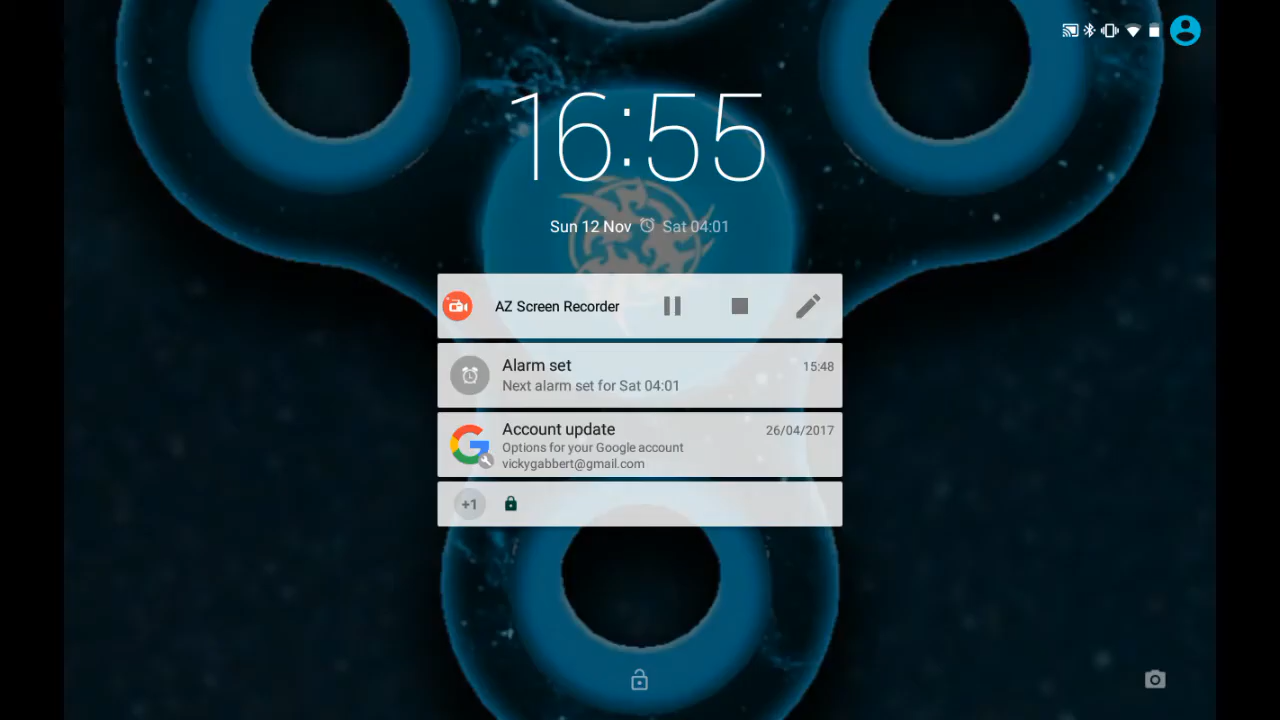 16:55
Sun 12 Nov Sat 04:01
AZ Screen Recorder
Alarm set 15:48
Next alarm set for Sat 04:01
Account update 26/04/2017
Options for your Google account
vickygabbert@gmail.com
+1